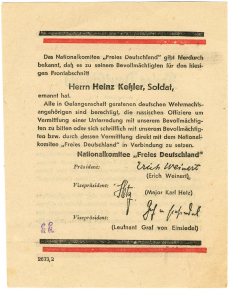 Das Nationalkomitee „Freies Deutschland" gibt hierdurch
bekannt, daß es zu seinem Bevollmächtigten für den hiesi-
gen Frontabschnitt
Herrn Heinz Keßler, Soldat,
ernannt hat.
Alle in Gefangenschaft geratenen deutschen Wehrmachts-
angehörigen sind berechtigt, die russischen Offiziere um
Vermittlung einer Unterredung mit unserem Bevollmächtig-
ten zu bitten oder sich schriftlich mit unserem Bevollmächtig-
ten bzw. durch dessen Vermittlung direkt mit dem National-
komitee „Freies Deutschland" in Verbindung zu setzen.
Nationalkomitee „Freies Deutschland"
Präsident: Erich Weinert
(Erich Weinert)
Vizepräsident: Hetz
(Major Karl Hetz)
Vizepräsident:
(Leutnant Graf von Einsiedel)
2671,2